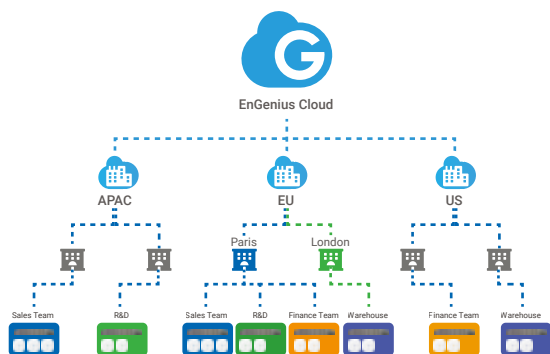 G
EnGenius Cloud
APAC
EU
US
Paris
London
Sales Team
R&D
Sales Team
R&D
Finance Team
Warehouse
Finance Team
Warehouse